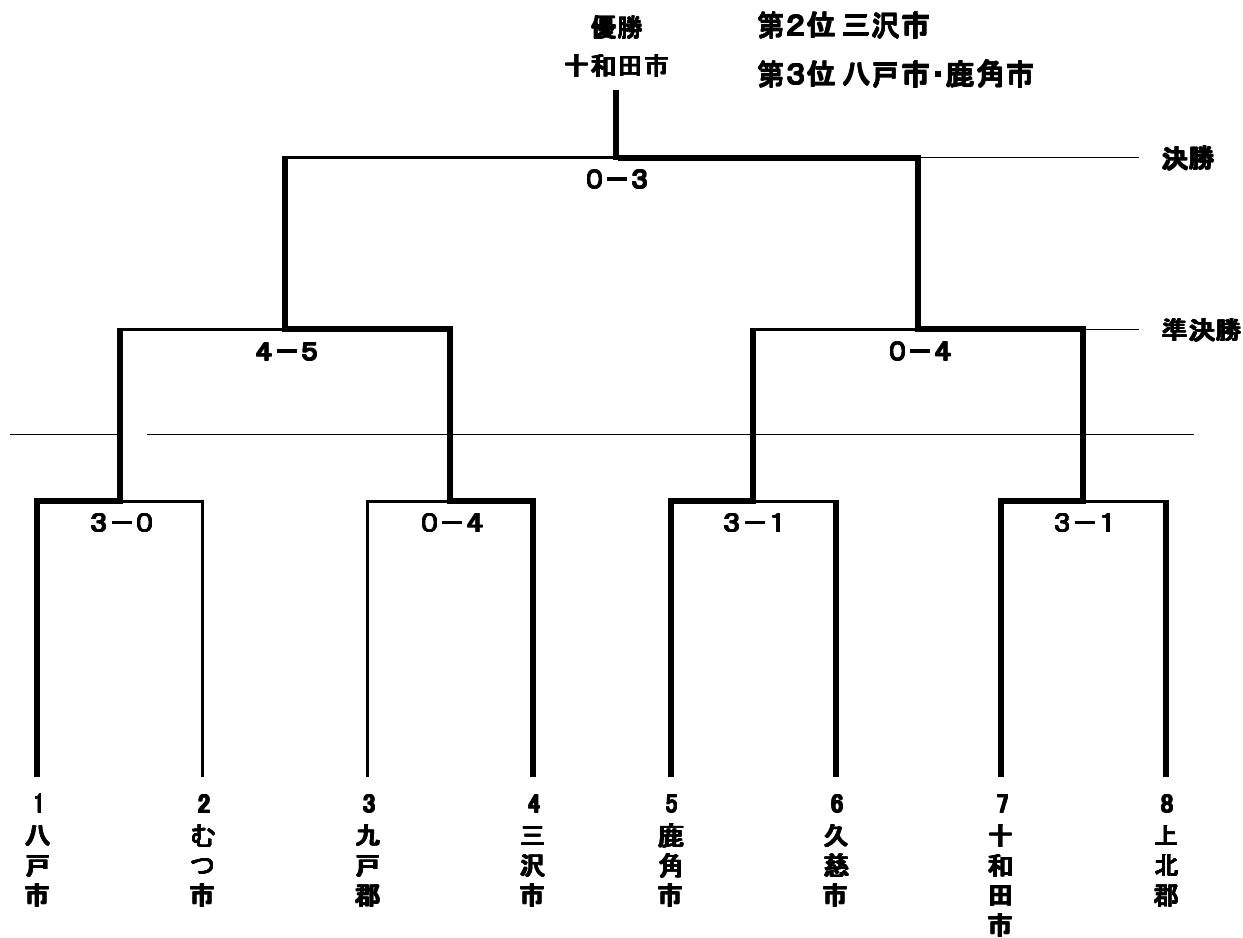 優勝
十和田市
第2位 三沢市
第3位 八戸市・鹿角市
決勝
0－3
準決勝
4－5
0－4
3－0
0－4
3－1
3－1
1
八戸市
2
むつ市
3
九戸郡
4
三沢市
5
鹿角市
6
久慈市
7
十和田市
8
上北郡